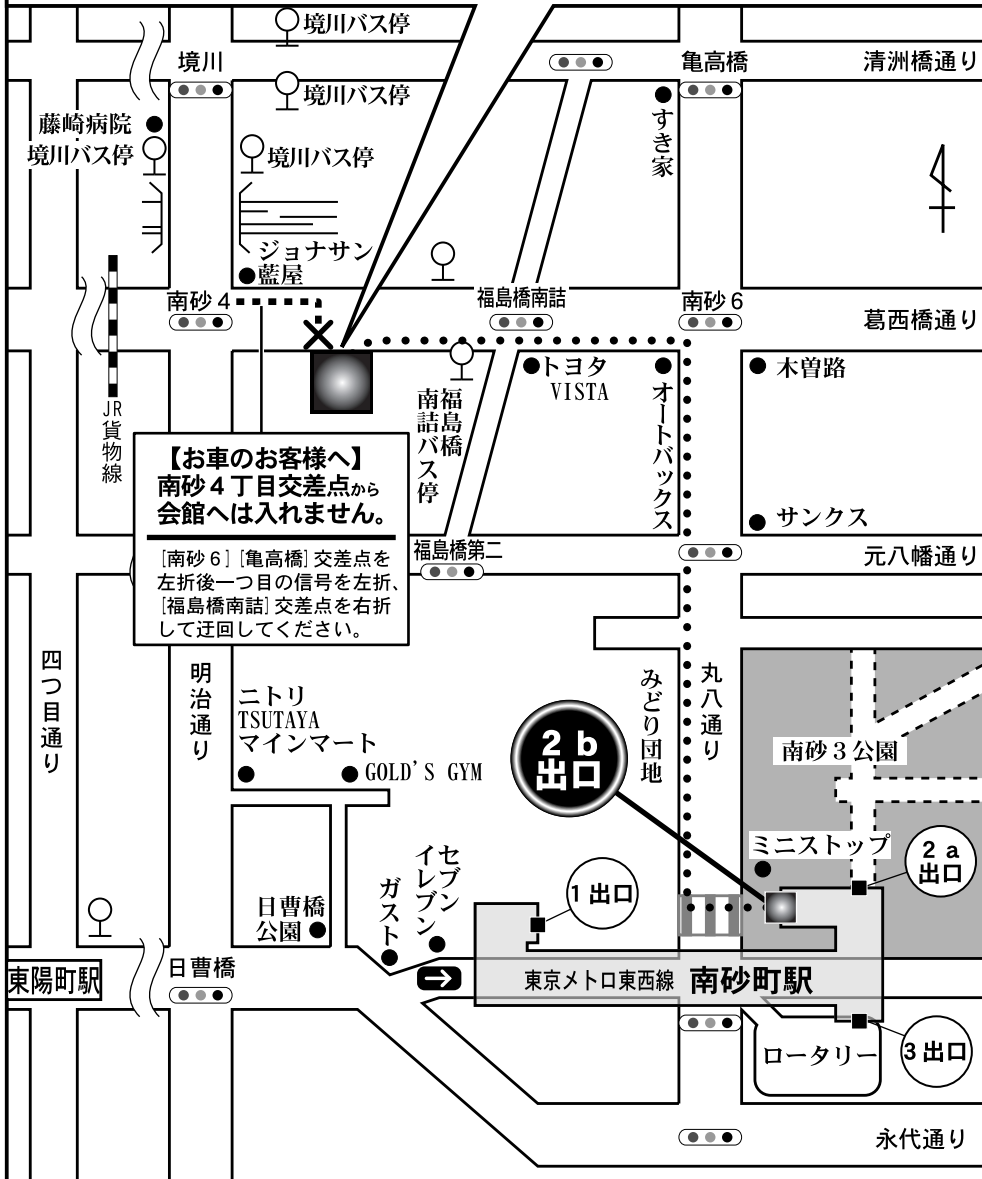 境川バス停
境川
亀高橋
清洲橋通り
境川バス停
すき家
藤崎病院
境川バス停
境川バス停
ジョナサン
藍屋
南砂4
福島橋南詰
南砂6
葛西橋通り
トヨタ
VISTA
オートバックス
木曽路
福島橋
南詰バス停
JR
貨物線
【お車のお客様へ】
南砂4丁目交差点から
会館へは入れません。
[南砂6][亀高橋]交差点を
左折後一つ目の信号を左折、
[福島橋南詰]交差点を右折
して迂回してください。
サンクス
福島橋第二
元八幡通り
四つ目通り
明治通り
ニトリ
TSUTAYA
マインマート
GOLD'S GYM
みどり団地
丸八通り
2b
出口
南砂3公園
ミニストップ
2a
出口
セブン
イレブン
ガスト
1出口
日曹橋
公園
東陽町駅
日曹橋
東京メトロ東西線 南砂町駅
ロータリー
3出口
永代通り